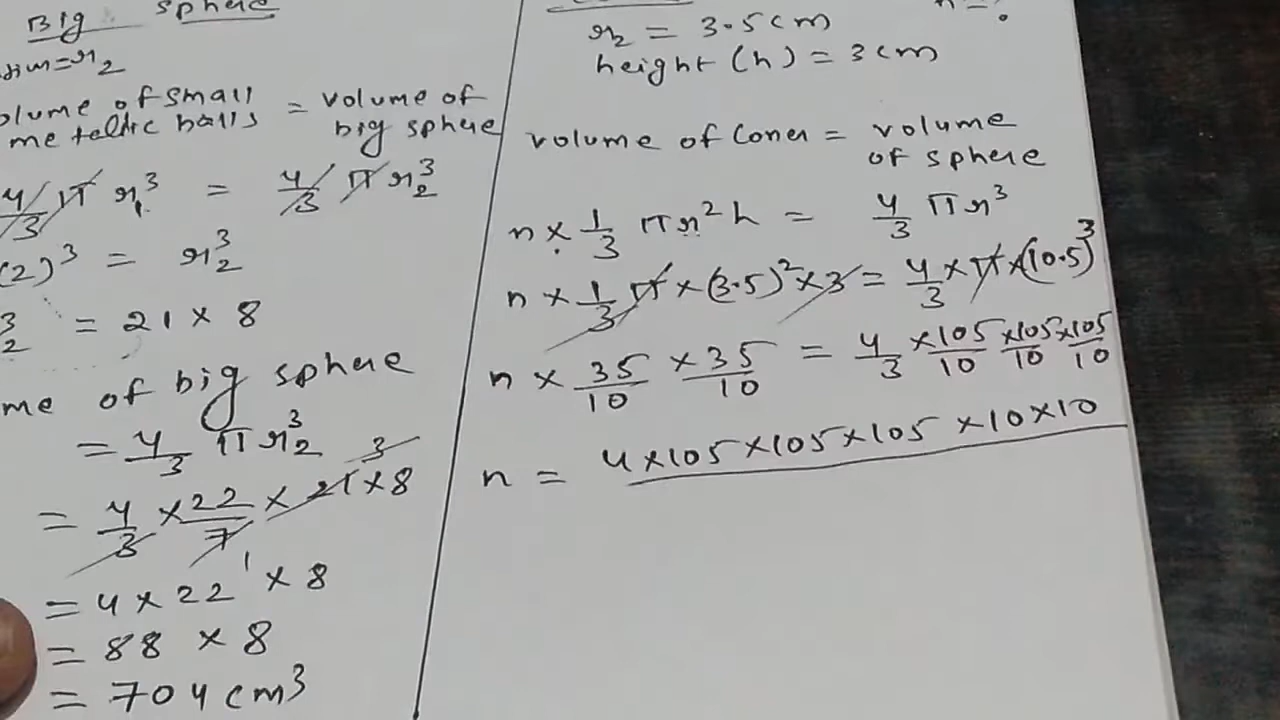 Big sphere
= r₂
volume of small = volume of
metallic balls big sphere
4/3 π r₁³ = 4/3 π r₂³
(2)³ = r₂³
= 21 × 8
of big sphere
= 4/3 π r₂³
= 4/3 × 22/7 × 21 × 8
3
1
= 4 × 22 × 8
= 88 × 8
= 704 cm³
r₂ = 3.5 cm
height (h) = 3 cm
volume of Cones = volume
of sphere
n × 1/3 πr²h = 4/3 πr³
n × 1/3 π × (3.5)² × 3 = 4/3 × π × (10.5)³
n × 35/10 × 35/10 = 4/3 × 105/10 × 105/10 × 105/10
n = 4×105×105×105×10×10